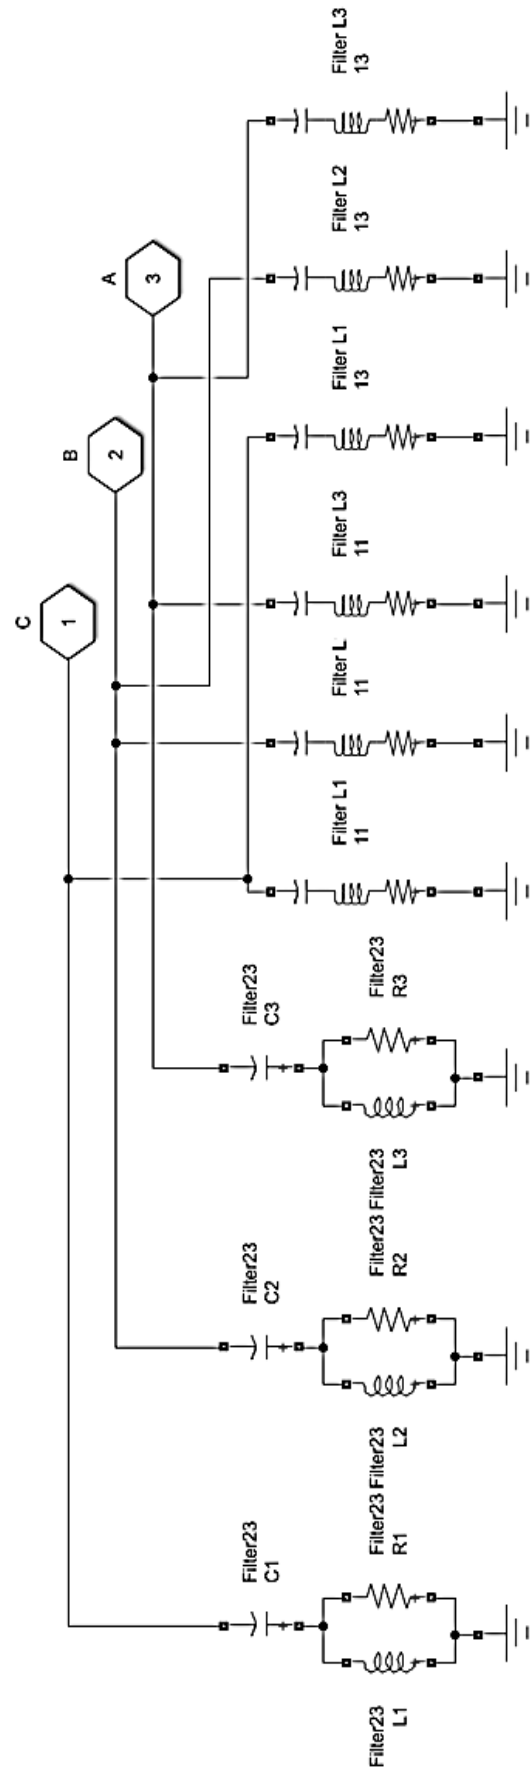 C
1
B
2
A
3
Filter23
C1
Filter23
L1
Filter23
R1
Filter23
C2
Filter23
L2
Filter23
R2
Filter23
C3
Filter23
L3
Filter23
R3
Filter L1
11
Filter L
11
Filter L3
11
Filter L1
13
Filter L2
13
Filter L3
13